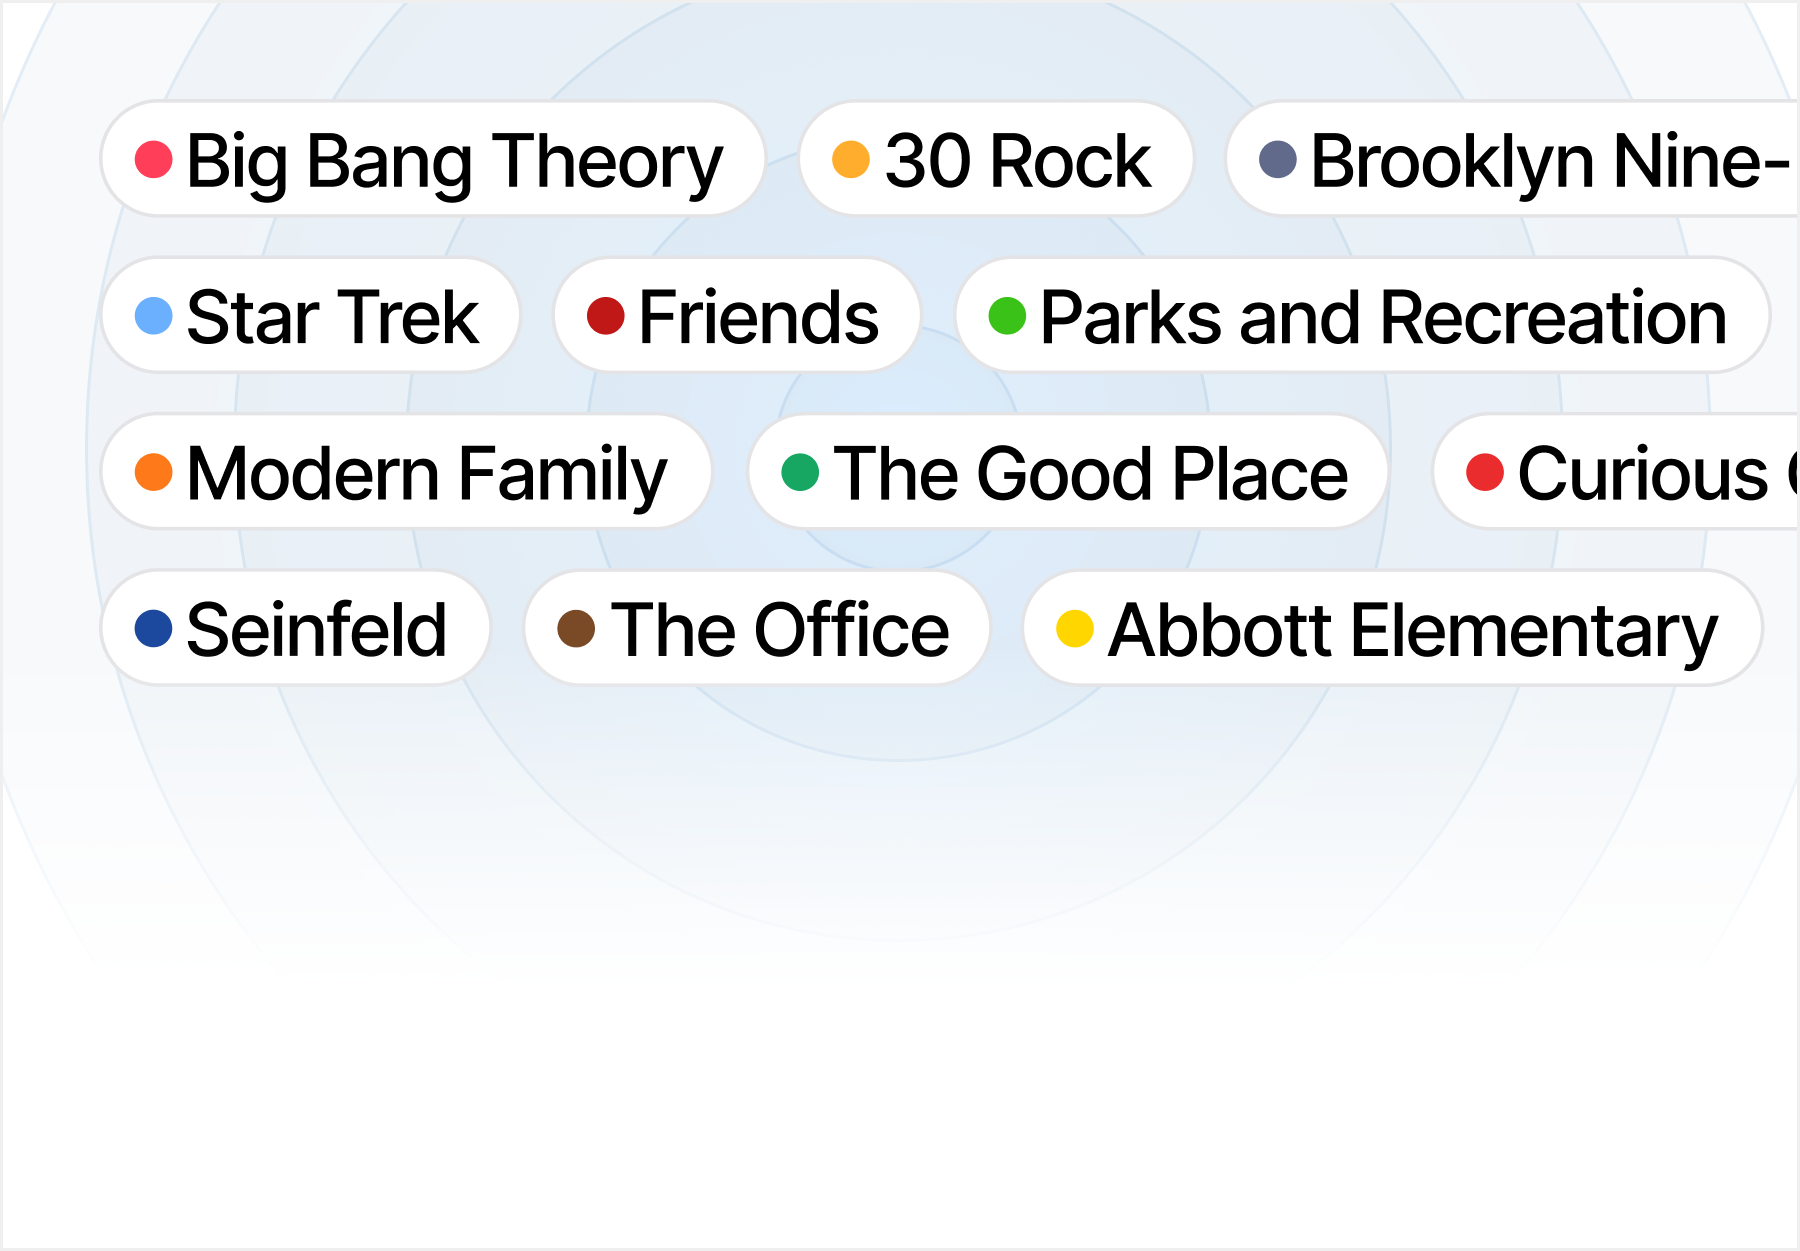 Big Bang Theory 30 Rock Brooklyn Nine-
Star Trek Friends Parks and Recreation
Modern Family The Good Place Curious
Seinfeld The Office Abbott Elementary